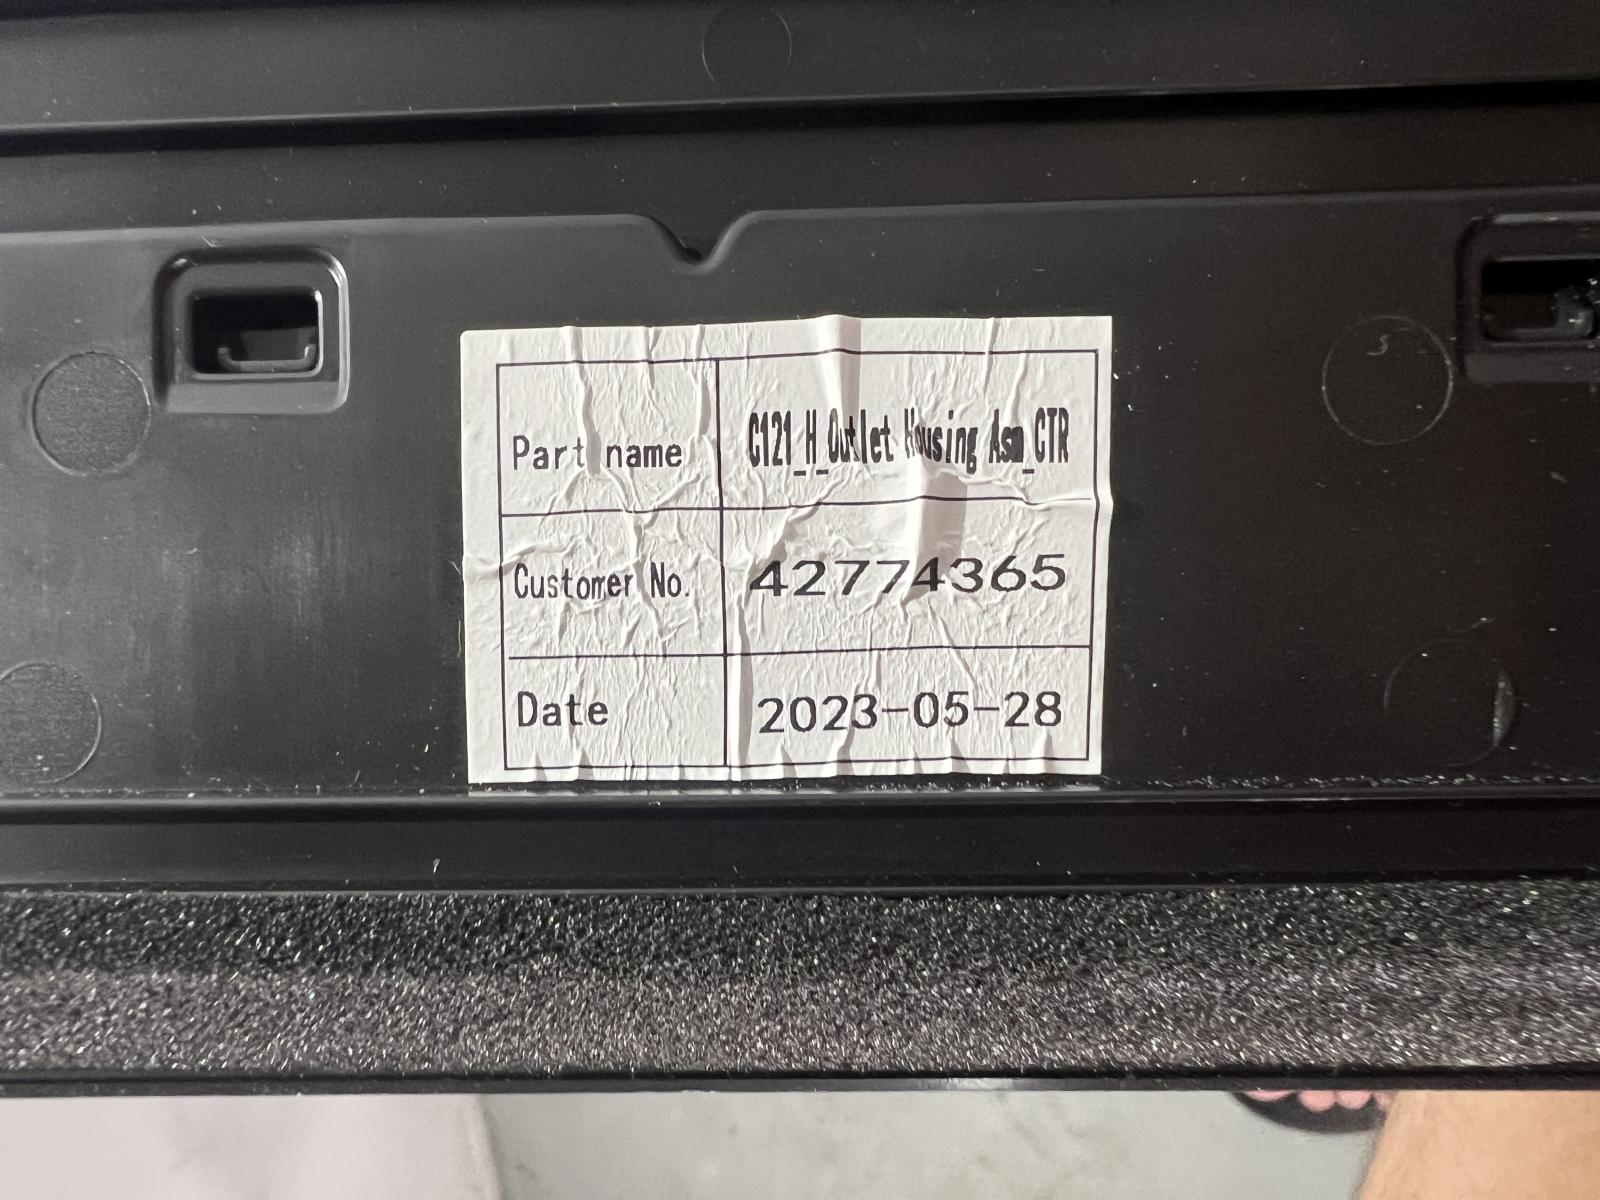 Part name C121_H_Outlet Housing Asm_CTR
Customer No. 42774365
Date 2023-05-28